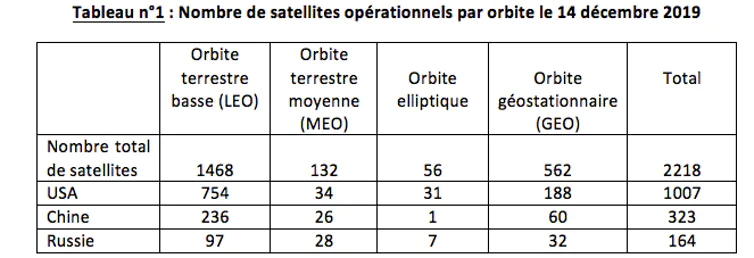 Tableau n°1 : Nombre de satellites opérationnels par orbite le 14 décembre 2019
Orbite terrestre basse (LEO) Orbite terrestre moyenne (MEO) Orbite elliptique Orbite géostationnaire (GEO) Total
Nombre total de satellites 1468 132 56 562 2218
USA 754 34 31 188 1007
Chine 236 26 1 60 323
Russie 97 28 7 32 164